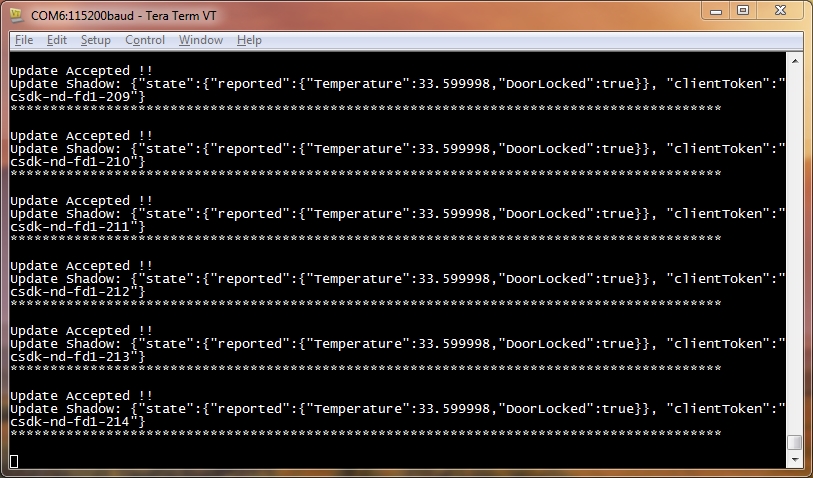 COM6:115200baud - Tera Term VT
File Edit Setup Control Window Help
Update Accepted !!
Update Shadow: {"state":{"reported":{"Temperature":33.599998,"DoorLocked":true}}, "clientToken":"
csdk-nd-fd1-209"}
*****************************************************************************************
Update Accepted !!
Update Shadow: {"state":{"reported":{"Temperature":33.599998,"DoorLocked":true}}, "clientToken":"
csdk-nd-fd1-210"}
*****************************************************************************************
Update Accepted !!
Update Shadow: {"state":{"reported":{"Temperature":33.599998,"DoorLocked":true}}, "clientToken":"
csdk-nd-fd1-211"}
*****************************************************************************************
Update Accepted !!
Update Shadow: {"state":{"reported":{"Temperature":33.599998,"DoorLocked":true}}, "clientToken":"
csdk-nd-fd1-212"}
*****************************************************************************************
Update Accepted !!
Update Shadow: {"state":{"reported":{"Temperature":33.599998,"DoorLocked":true}}, "clientToken":"
csdk-nd-fd1-213"}
*****************************************************************************************
Update Accepted !!
Update Shadow: {"state":{"reported":{"Temperature":33.599998,"DoorLocked":true}}, "clientToken":"
csdk-nd-fd1-214"}
*****************************************************************************************